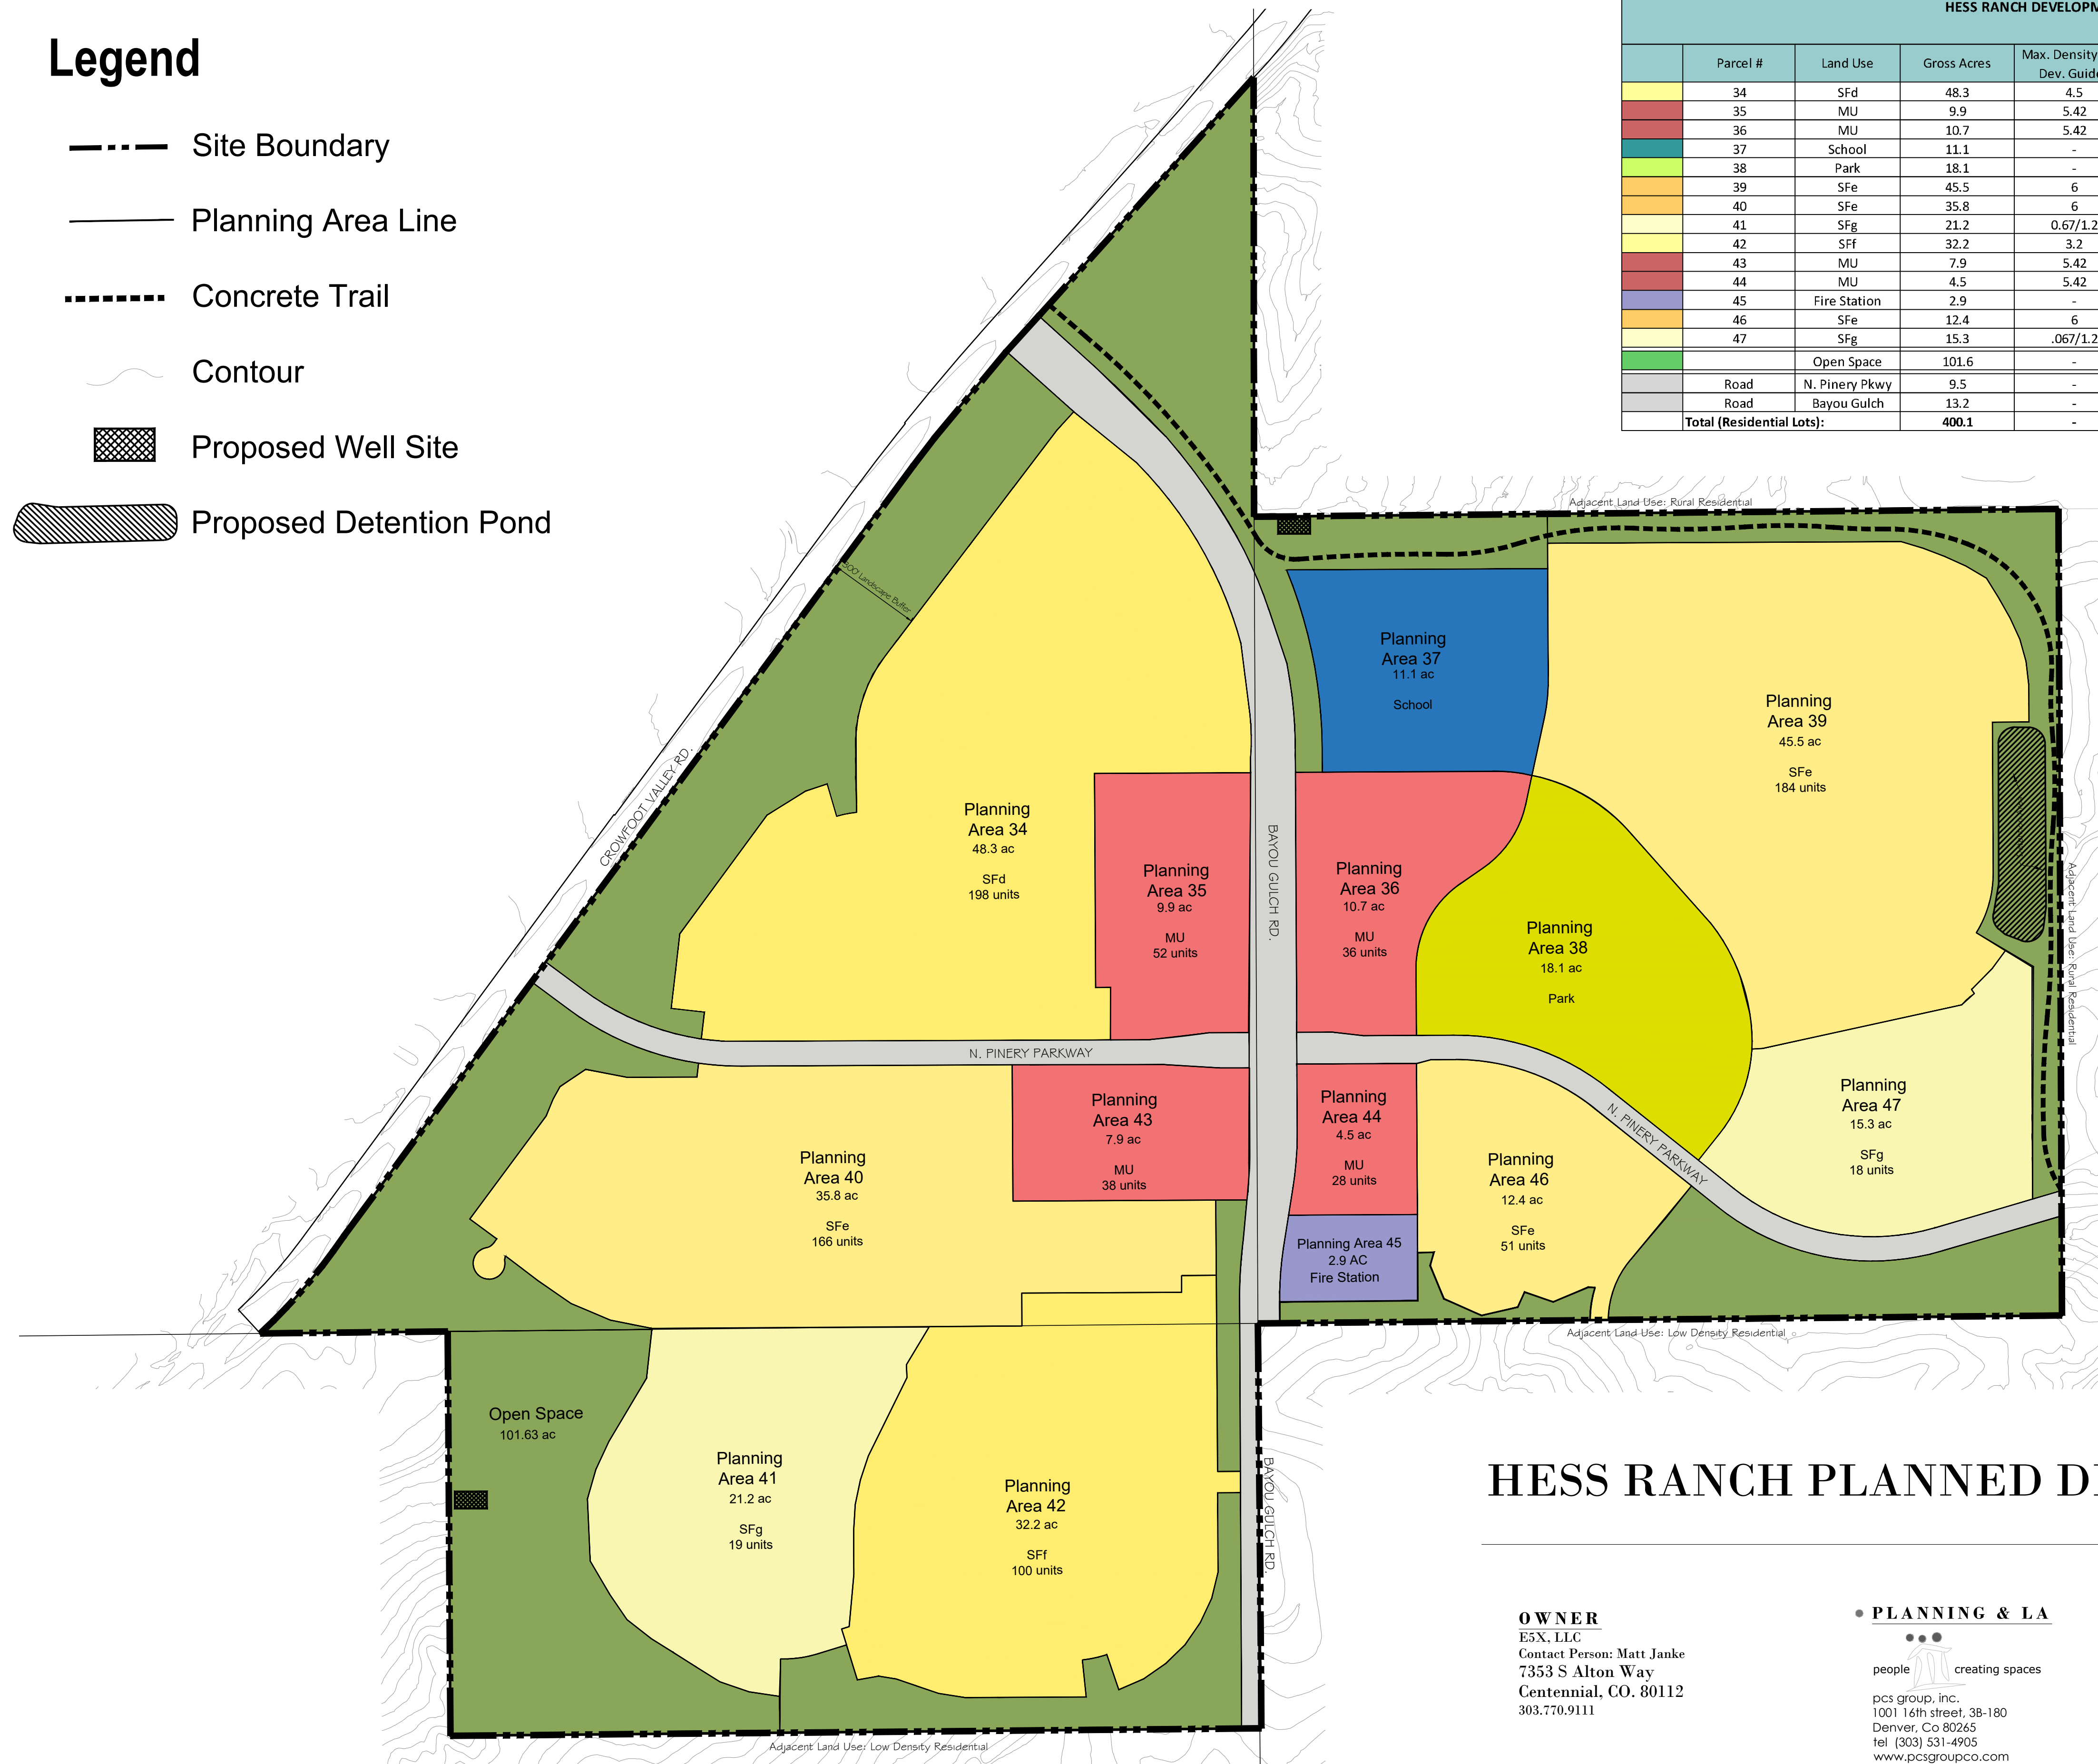 Legend
Site Boundary
Planning Area Line
Concrete Trail
Contour
Proposed Well Site
Proposed Detention Pond
HESS RANCH
Parcel # Land Use Gross Acres Max. Density
Dev.
34 SFd 48.3 4.5
35 MU 9.9 5.42
36 MU 10.7 5.42
37 School 11.1 -
38 Park 18.1 -
39 SFe 45.5 6
40 SFe 35.8 6
41 SFg 21.2 0.67/1.2
42 SFf 32.2 3.2
43 MU 7.9 5.42
44 MU 4.5 5.42
45 Fire Station 2.9 -
46 SFe 12.4 6
47 SFg 15.3 .067/1.2
Open Space 101.6 -
Road N. Pinery Pkwy 9.5 -
Road Bayou Gulch 13.2 -
Total (Residential Lots): 400.1 -
Adjacent Land Use: Rural Residential
300' Landscape Buffer
CROWFOOT VALLEY RD.
Planning
Area 37
11.1 ac
School
Planning
Area 39
45.5 ac
SFe
184 units
Planning
Area 34
48.3 ac
SFd
198 units
Planning
Area 35
9.9 ac
MU
52 units
BAYOU GULCH RD.
Planning
Area 36
10.7 ac
MU
36 units
Planning
Area 38
18.1 ac
Park
Adjacent Land Use: Rural Residential
N. PINERY PARKWAY
Planning
Area 43
7.9 ac
MU
38 units
Planning
Area 44
4.5 ac
MU
28 units
N. PINERY PARKWAY
Planning
Area 47
15.3 ac
SFg
18 units
Planning
Area 40
35.8 ac
SFe
166 units
Planning
Area 46
12.4 ac
SFe
51 units
Planning Area 45
2.9 AC
Fire Station
Adjacent Land Use: Low Density Residential
Open Space
101.63 ac
Planning
Area 41
21.2 ac
SFg
19 units
Planning
Area 42
32.2 ac
SFf
100 units
BAYOU GULCH RD.
Adjacent Land Use: Low Density Residential
HESS RANCH PLANNED
OWNER
E5X, LLC
Contact Person: Matt Janke
7353 S Alton Way
Centennial, CO. 80112
303.770.9111
PLANNING & LA
people creating spaces
pcs group, inc.
1001 16th street, 3B-180
Denver, Co 80265
tel (303) 531-4905
www.pcsgroupco.com